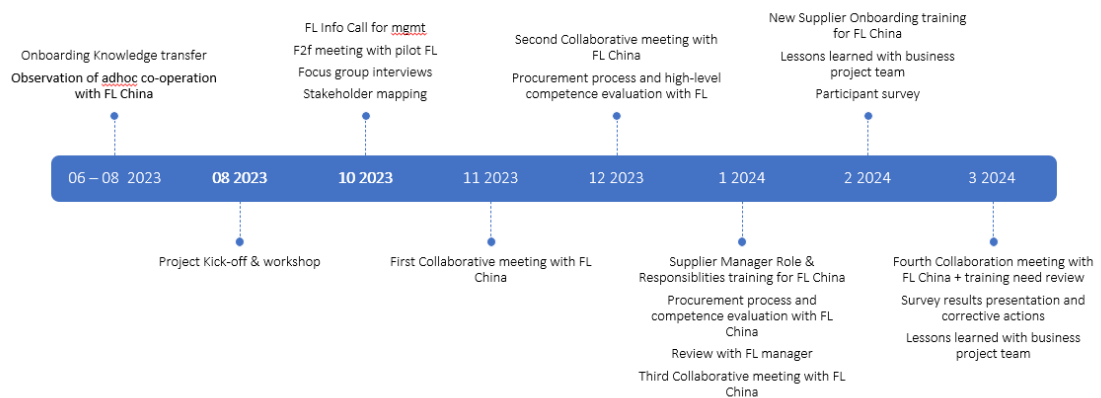 Onboarding Knowledge transfer
Observation of adhoc co-operation
with FL China
FL Info Call for mgmt
F2f meeting with pilot FL
Focus group interviews
Stakeholder mapping
Second Collaborative meeting with
FL China
Procurement process and high-level
competence evaluation with FL
New Supplier Onboarding training
for FL China
Lessons learned with business
project team
Participant survey
06 – 08 2023
08 2023
10 2023
11 2023
12 2023
1 2024
2 2024
3 2024
Project Kick-off & workshop
First Collaborative meeting with FL
China
Supplier Manager Role &
Responsiblities training for FL China
Procurement process and
competence evaluation with FL
China
Review with FL manager
Third Collaborative meeting with FL
China
Fourth Collaboration meeting with
FL China + training need review
Survey results presentation and
corrective actions
Lessons learned with business
project team